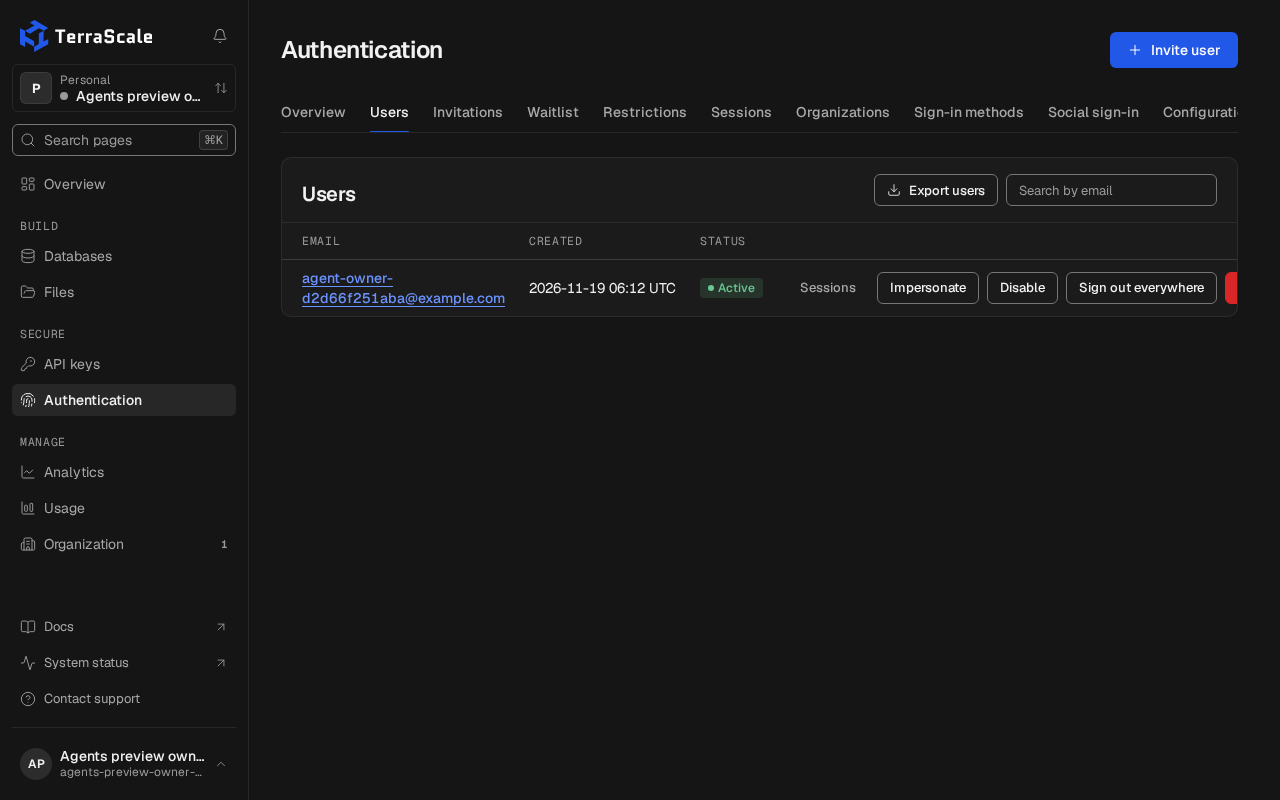 TerraScale
P
Personal
Agents preview o...
Search pages
⌘K
Overview
BUILD
Databases
Files
SECURE
API keys
Authentication
MANAGE
Analytics
Usage
Organization
1
Docs
System status
Contact support
AP
Agents preview own...
agents-preview-owner-...
Authentication
Invite user
Overview
Users
Invitations
Waitlist
Restrictions
Sessions
Organizations
Sign-in methods
Social sign-in
Configurati
Users
Export users
Search by email
EMAIL
CREATED
STATUS
agent-owner-
d2d66f251aba@example.com
2026-11-19 06:12 UTC
Active
Sessions
Impersonate
Disable
Sign out everywhere